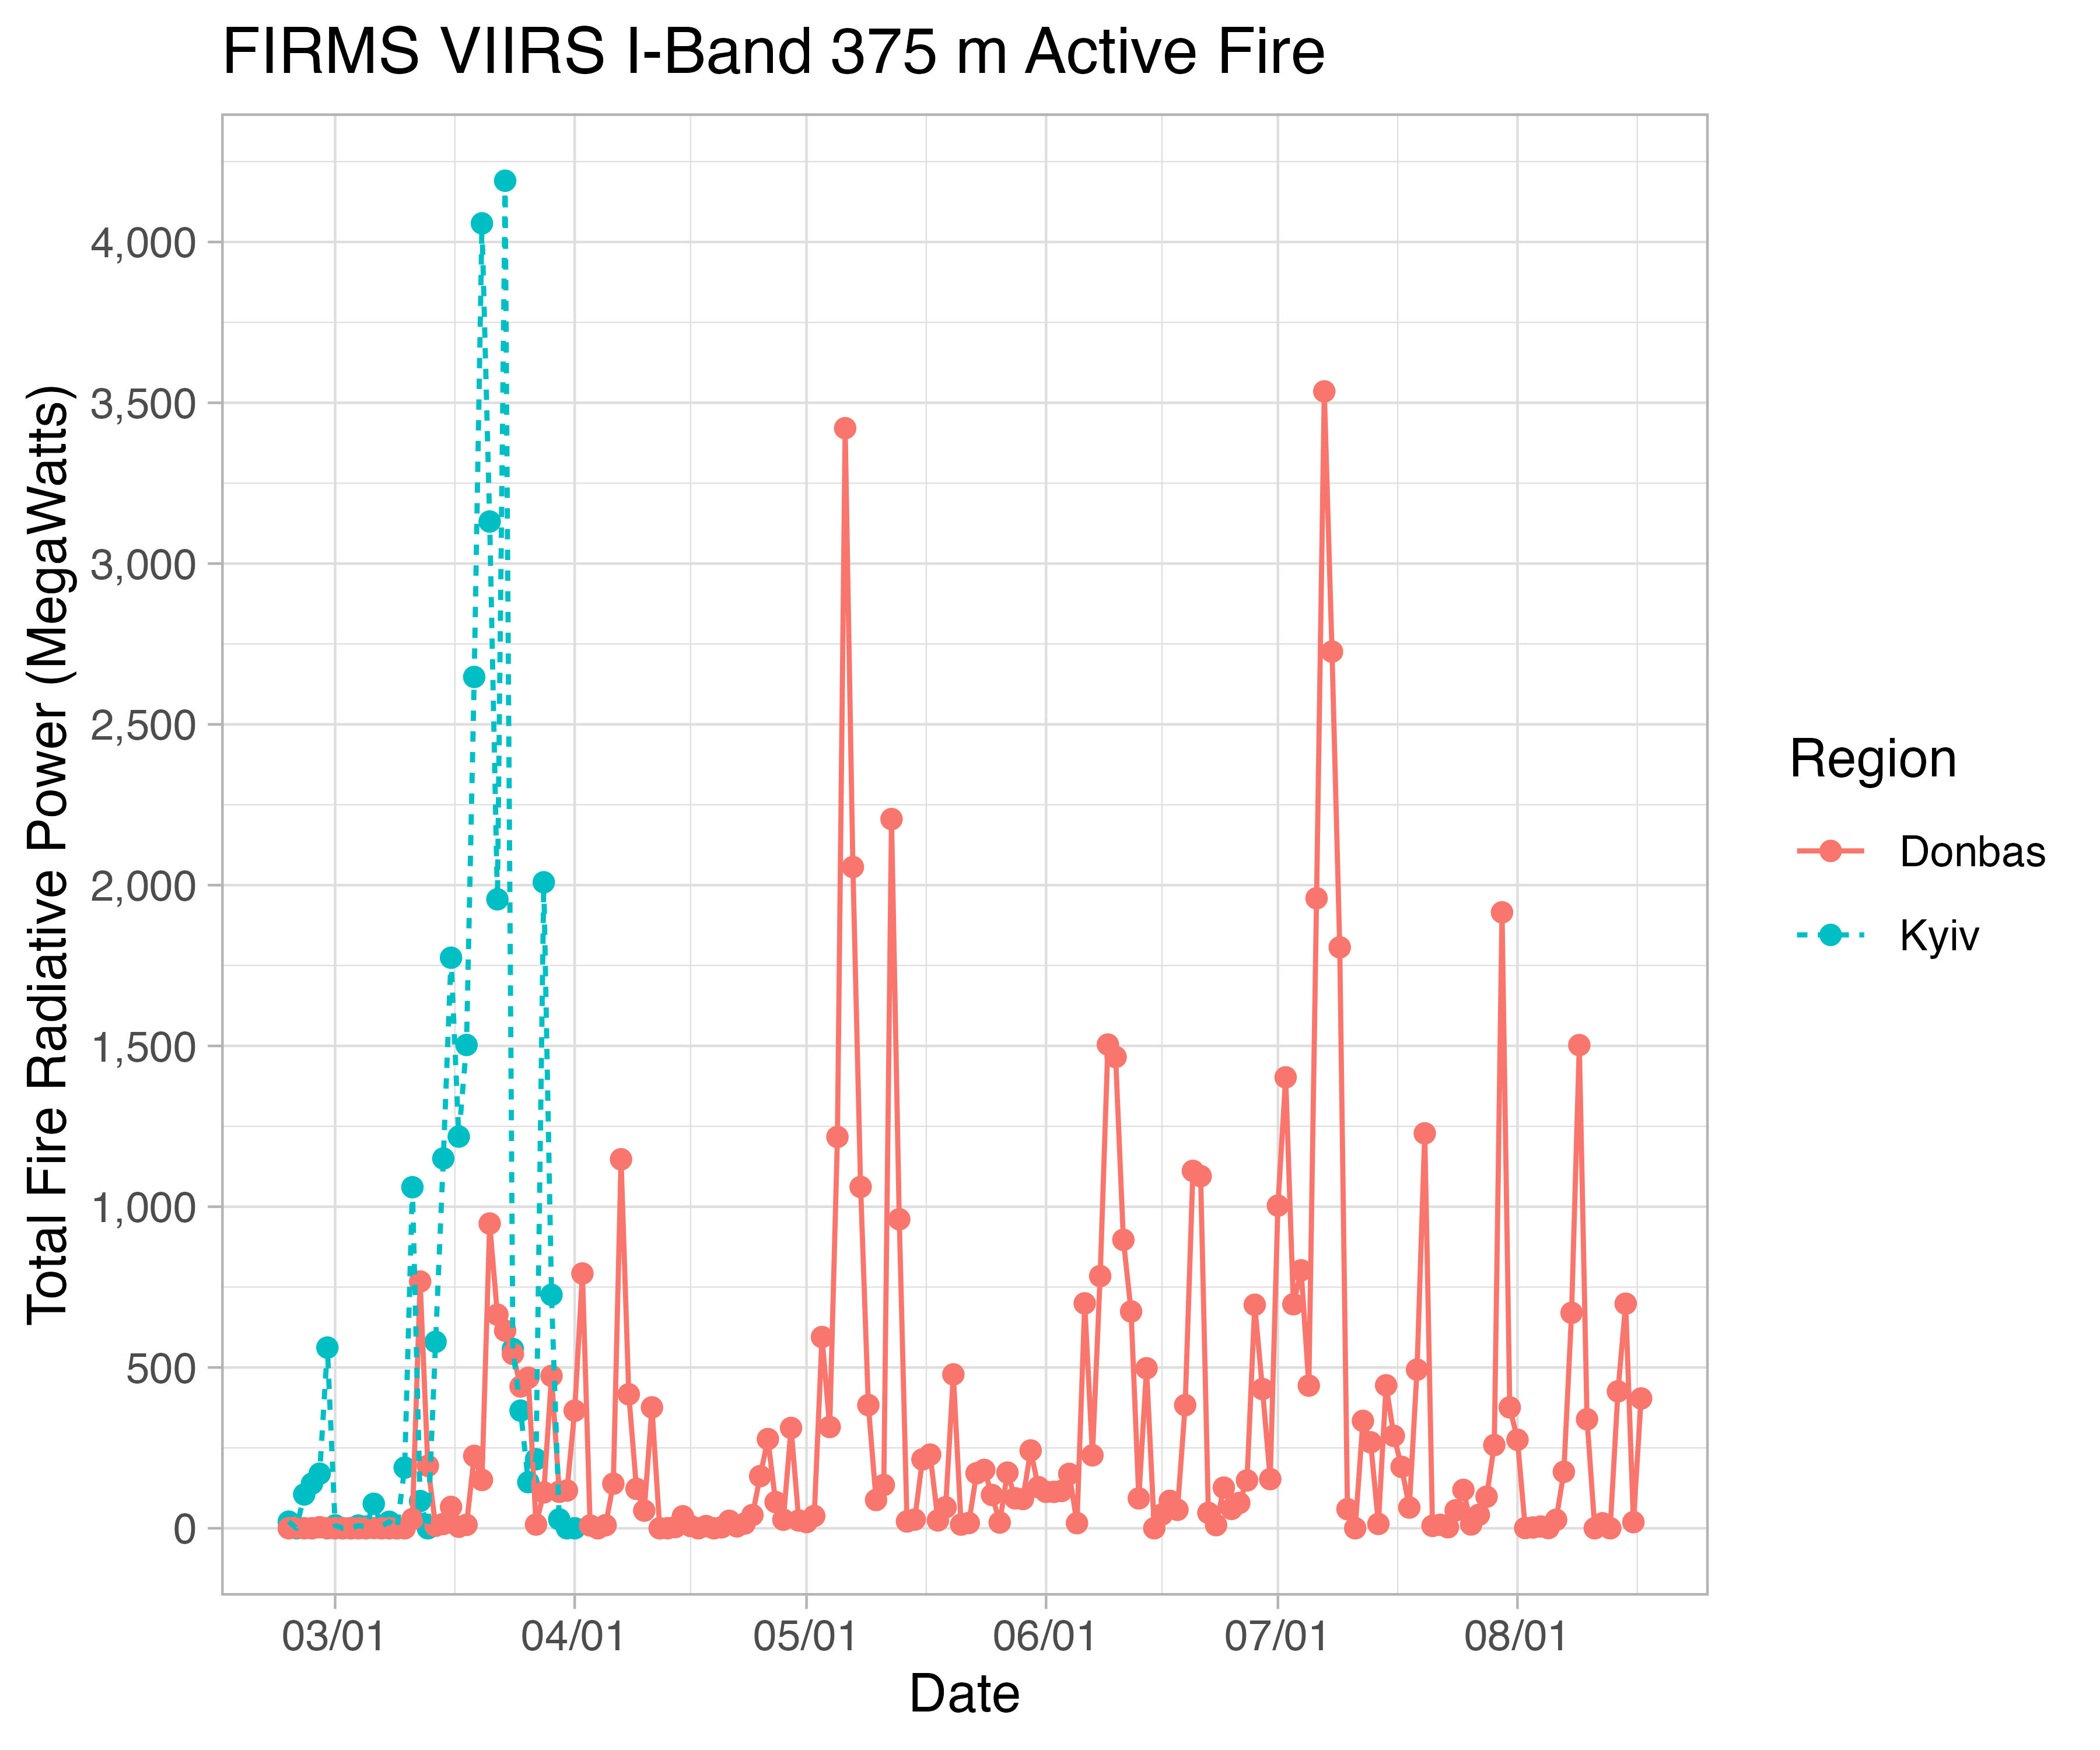 FIRMS VIIRS I-Band 375 m Active Fire
Total Fire Radiative Power (MegaWatts)
4,000
3,500
3,000
2,500
2,000
1,500
1,000
500
0
03/01
04/01
05/01
06/01
07/01
08/01
Date
Region
Donbas
Kyiv